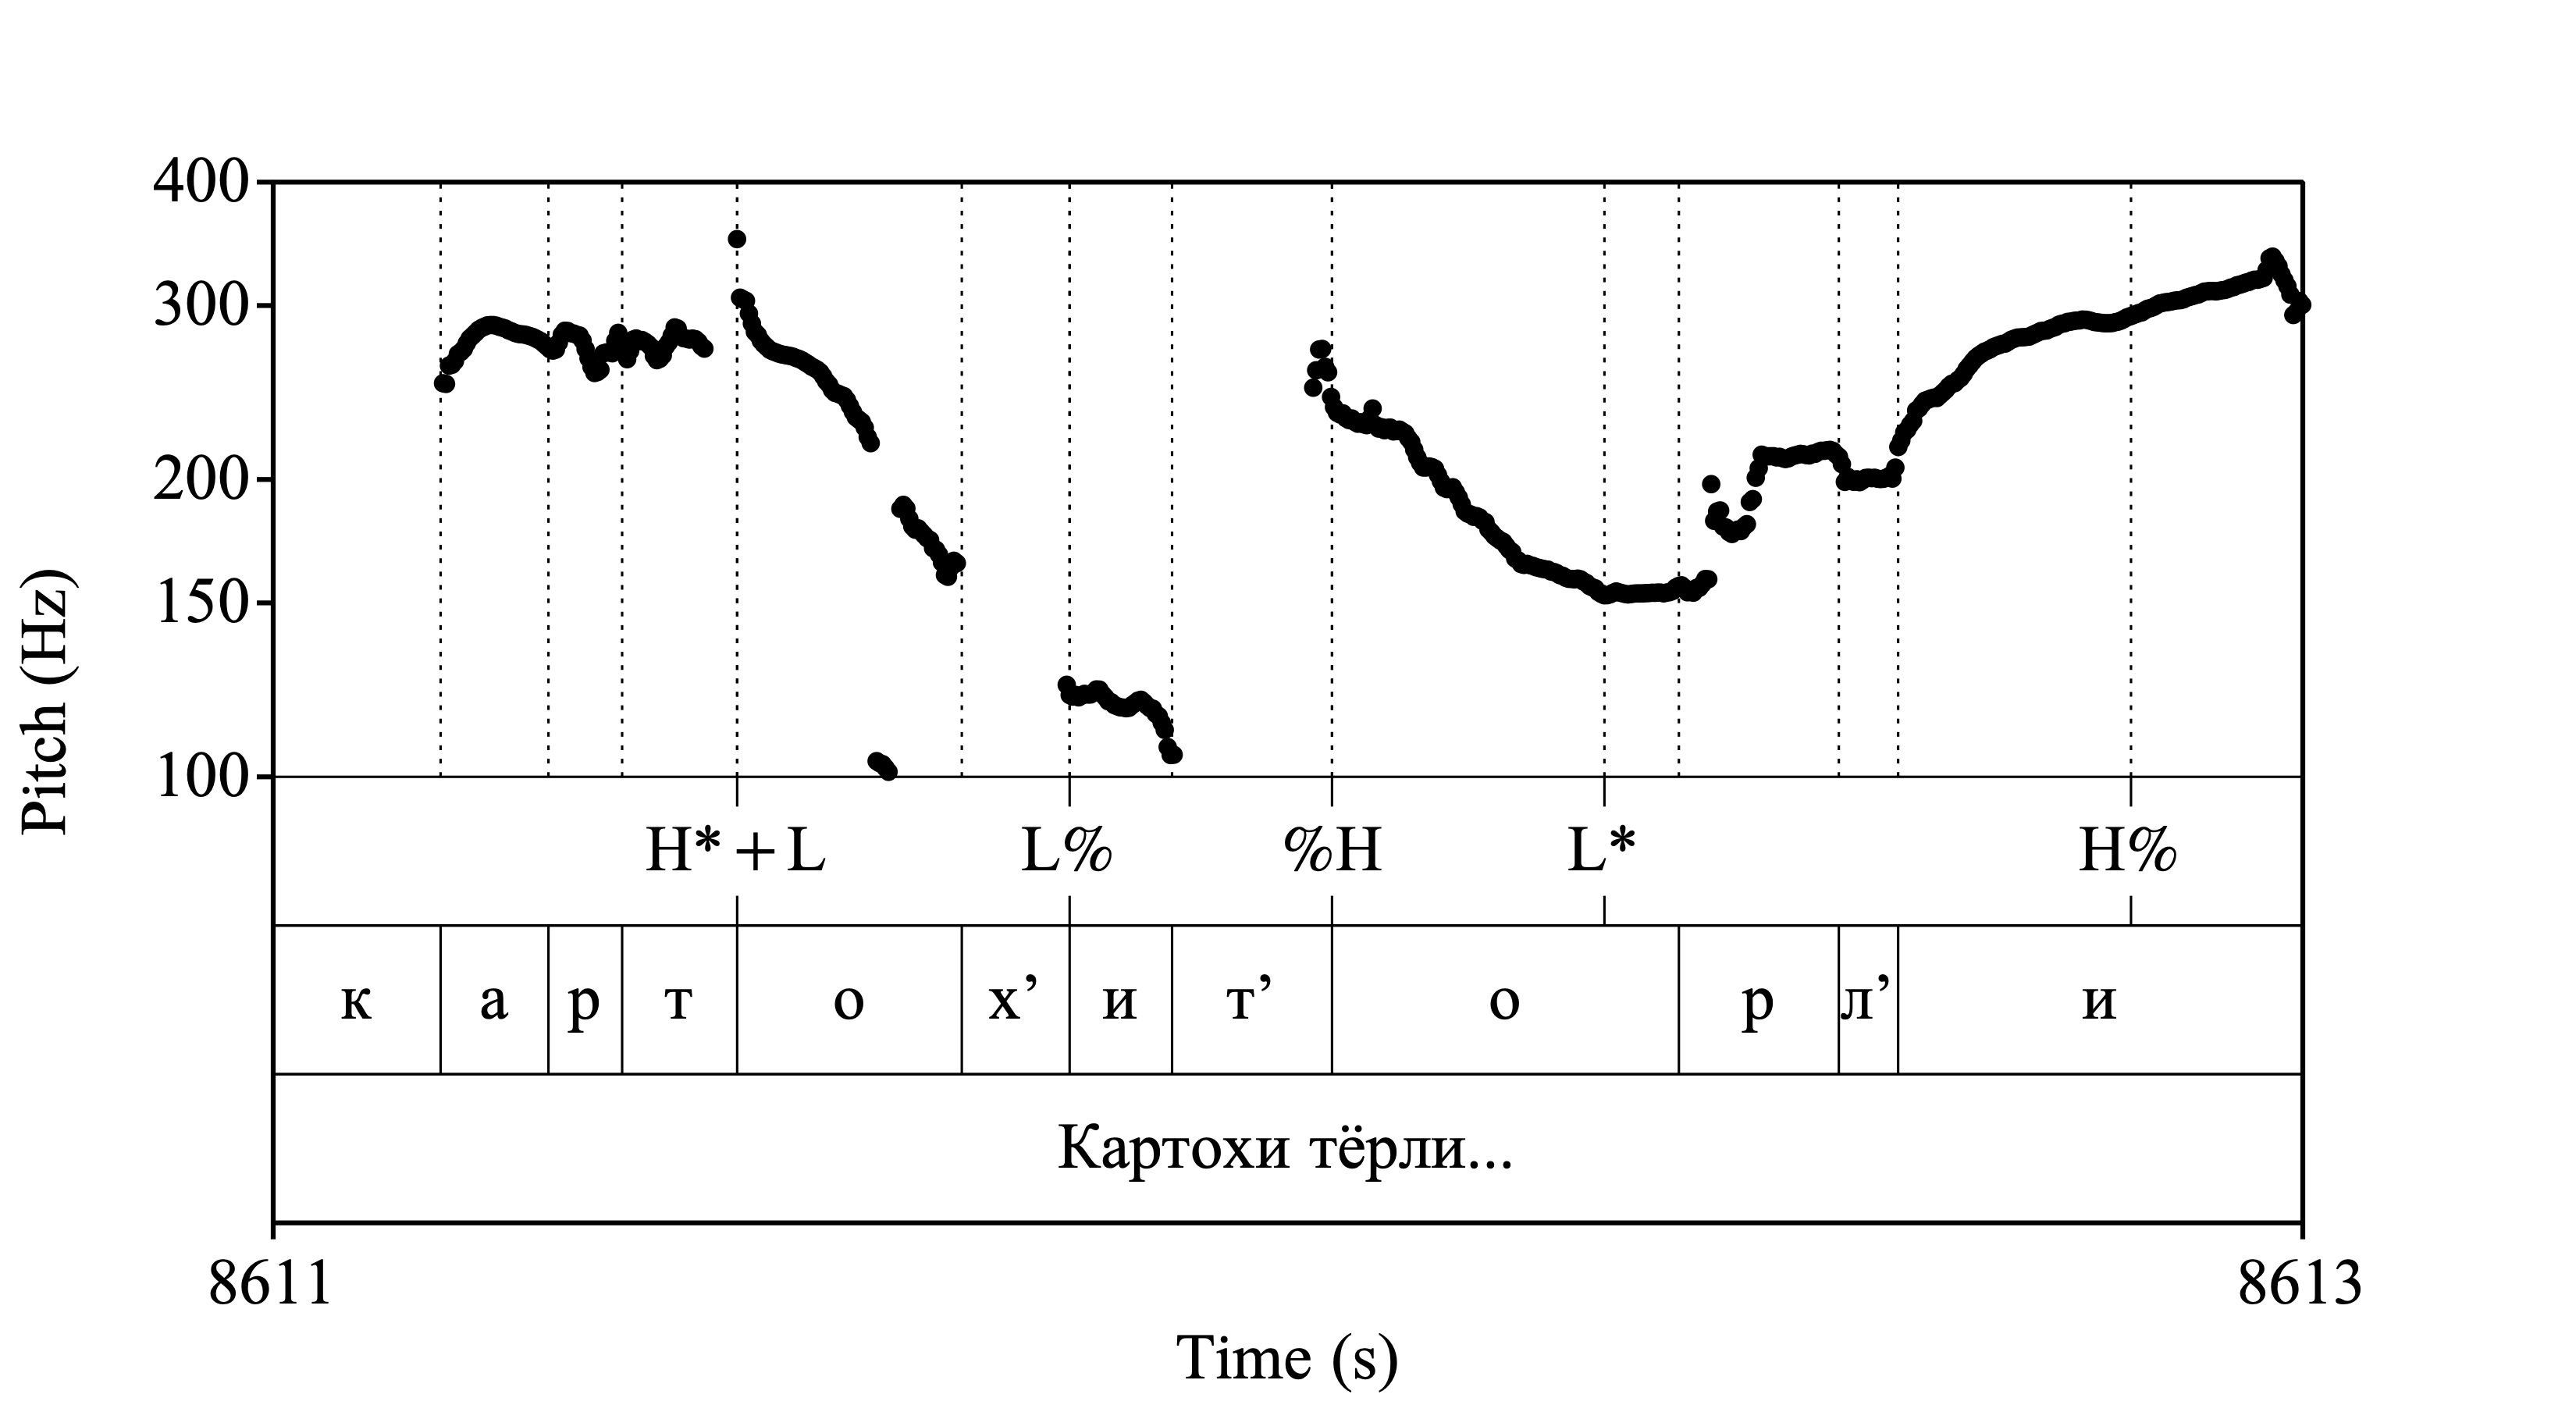 400
300
200
150
100
Pitch (Hz)
H*+L L% %H L* H%
к а р т о х’ и т’ о р л’ и
Картохи тёрли...
8611 8613
Time (s)